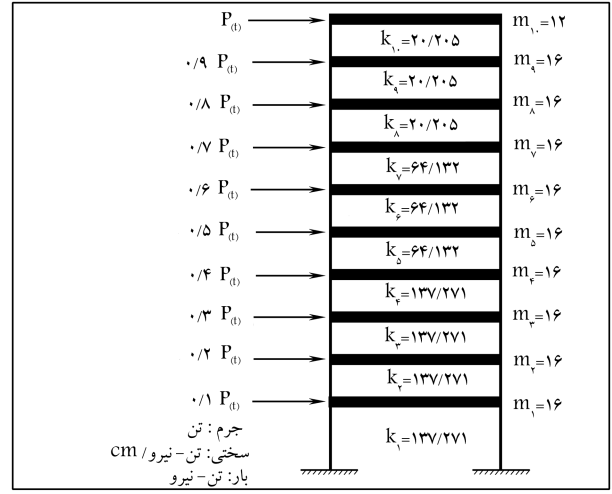 P(t) k۱۰=۲۰/۲۰۵ m۱۰=۱۲
۰/۹ P(t) k۹=۲۰/۲۰۵ m۹=۱۶
۰/۸ P(t) k۸=۲۰/۲۰۵ m۸=۱۶
۰/۷ P(t) k۷=۶۴/۱۳۲ m۷=۱۶
۰/۶ P(t) k۶=۶۴/۱۳۲ m۶=۱۶
۰/۵ P(t) k۵=۶۴/۱۳۲ m۵=۱۶
۰/۴ P(t) k۴=۱۳۷/۲۷۱ m۴=۱۶
۰/۳ P(t) k۳=۱۳۷/۲۷۱ m۳=۱۶
۰/۲ P(t) k۲=۱۳۷/۲۷۱ m۲=۱۶
۰/۱ P(t) k۱=۱۳۷/۲۷۱ m۱=۱۶
جرم : تن
سختی: تن-نیرو/ cm
بار: تن-نیرو